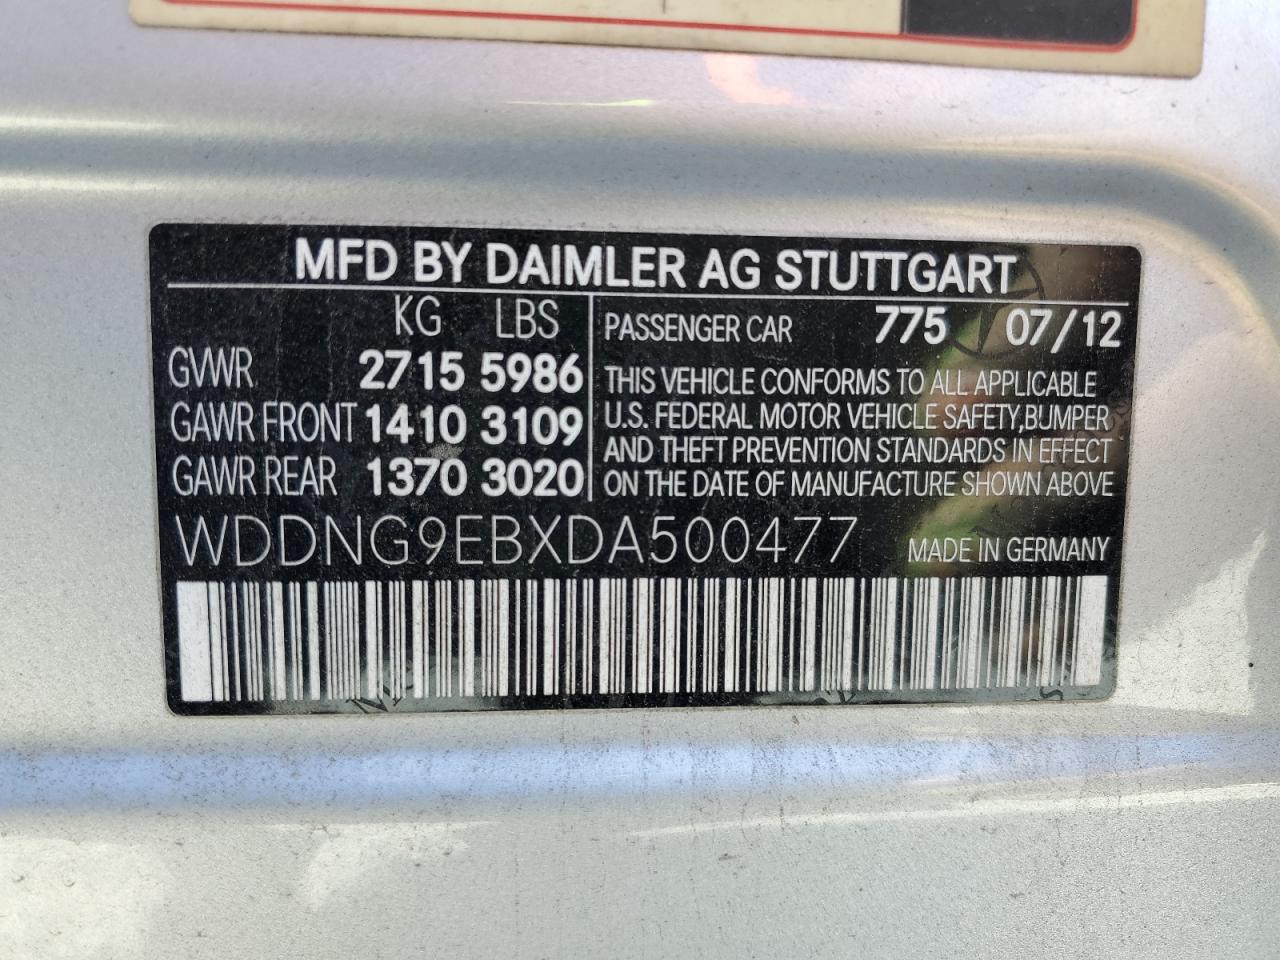 MFD BY DAIMLER AG STUTTGART
KG LBS
GVWR 2715 5986
GAWR FRONT 1410 3109
GAWR REAR 1370 3020
PASSENGER CAR 775 07/12
THIS VEHICLE CONFORMS TO ALL APPLICABLE
U.S. FEDERAL MOTOR VEHICLE SAFETY, BUMPER
AND THEFT PREVENTION STANDARDS IN EFFECT
ON THE DATE OF MANUFACTURE SHOWN ABOVE
WDDNG9EBXDA500477 MADE IN GERMANY